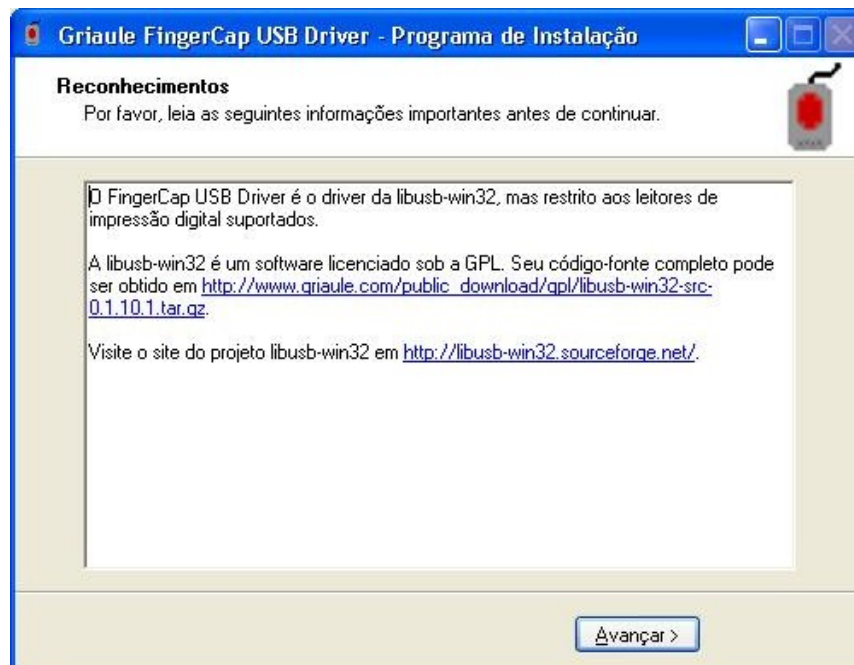 Griaule FingerCap USB Driver - Programa de Instalação
Reconhecimentos
Por favor, leia as seguintes informações importantes antes de continuar.
O FingerCap USB Driver é o driver da libusb-win32, mas restrito aos leitores de
impressão digital suportados.
A libusb-win32 é um software licenciado sob a GPL. Seu código-fonte completo pode
ser obtido em http://www.griaule.com/public_download/gpl/libusb-win32-src-
0.1.10.1.tar.gz.
Visite o site do projeto libusb-win32 em http://libusb-win32.sourceforge.net/.
Avançar >